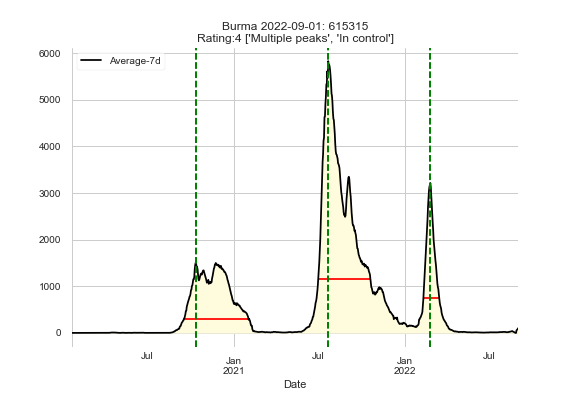 Burma 2022-09-01: 615315
Rating:4 ['Multiple peaks', 'In control']
Average-7d
6000
5000
4000
3000
2000
1000
0
Jul
Jan
2021
Jul
Jan
2022
Jul
Date